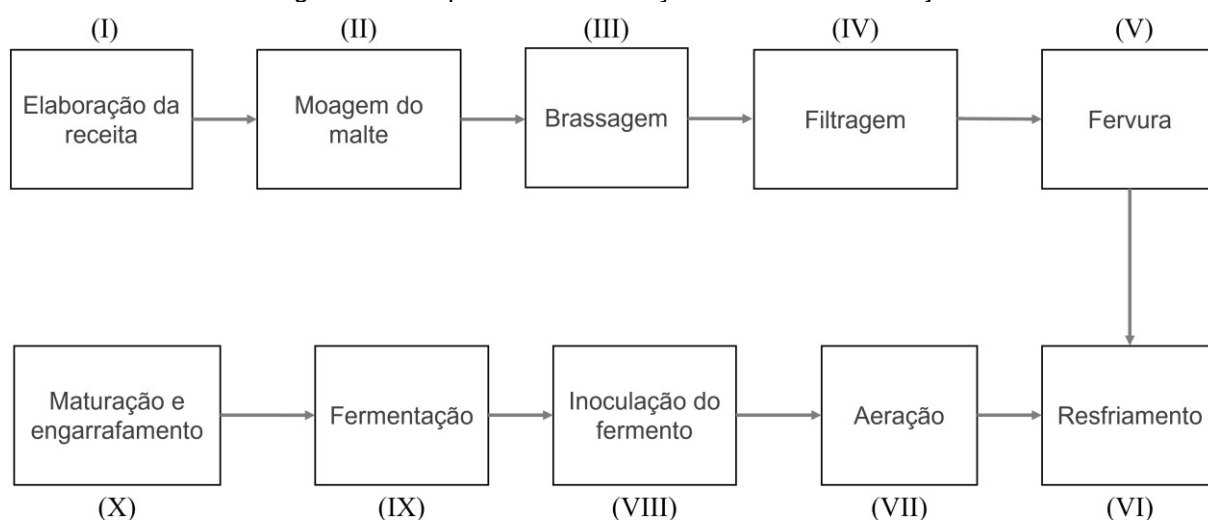 (I) (II) (III) (IV) (V)
Elaboração da
receita
Moagem do
malte
Brassagem
Filtragem
Fervura
Maturação e
engarrafamento
Fermentação
Inoculação do
fermento
Aeração
Resfriamento
(X) (IX) (VIII) (VII) (VI)